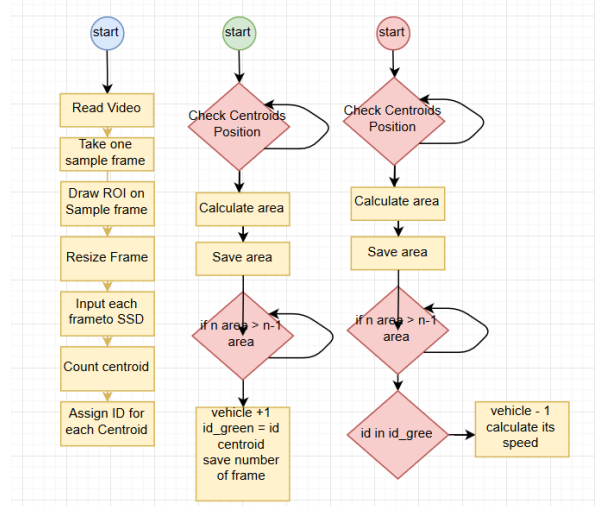 start
Read Video
Take one
sample frame
Draw ROI on
Sample frame
Resize Frame
Input each
frameto SSD
Count centroid
Assign ID for
each Centroid
start
Check Centroids
Position
Calculate area
Save area
if n area > n-1
area
vehicle +1
id_green = id
centroid
save number
of frame
start
Check Centroids
Position
Calculate area
Save area
if n area > n-1
area
id in id_gree
vehicle - 1
calculate its
speed